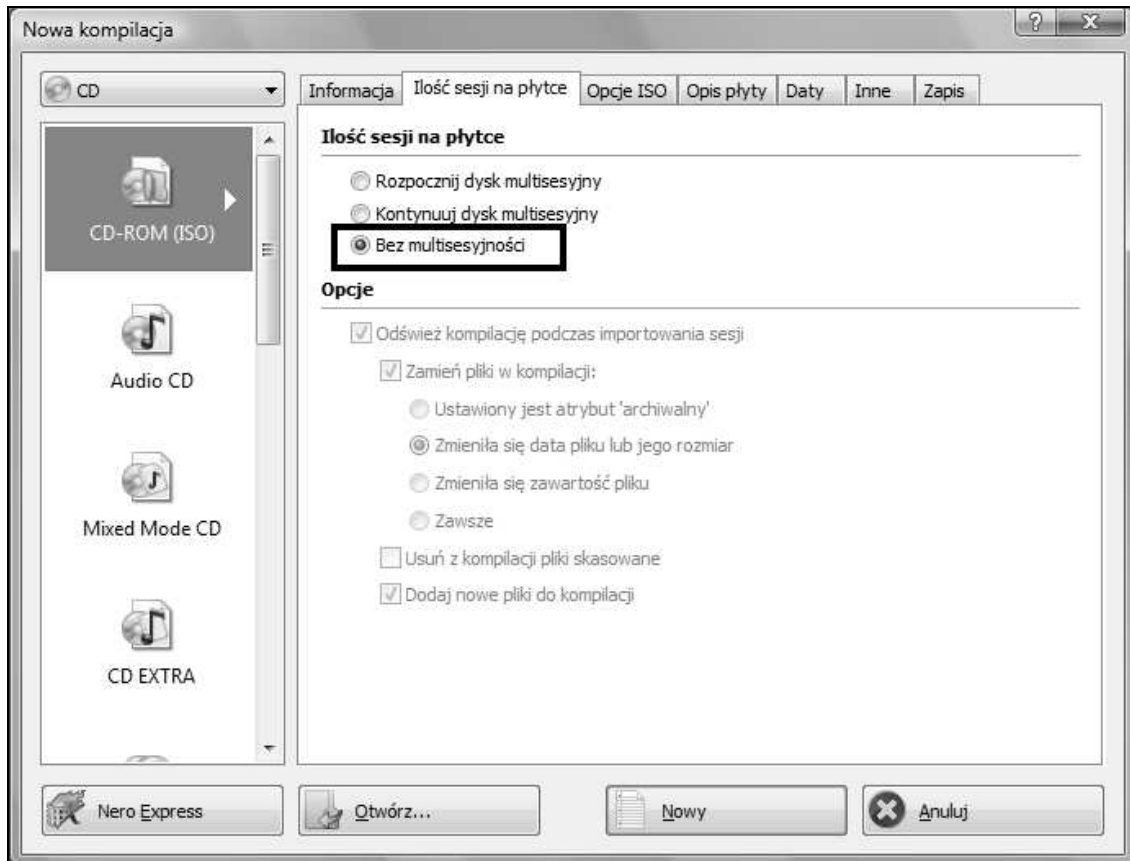 Nowa kompilacja
CD
CD-ROM (ISO)
Audio CD
Mixed Mode CD
CD EXTRA
Informacja Ilość sesji na płytce Opcje ISO Opis płyty Daty Inne Zapis
Ilość sesji na płytce
Rozpocznij dysk multisesyjny
Kontynuuj dysk multisesyjny
Bez multisesyjności
Opcje
Odśwież kompilację podczas importowania sesji
Zamień pliki w kompilacji:
Ustawiony jest atrybut 'archiwalny'
Zmieniła się data pliku lub jego rozmiar
Zmieniła się zawartość pliku
Zawsze
Usuń z kompilacji pliki skasowane
Dodaj nowe pliki do kompilacji
Nero Express Otwórz... Nowy Anuluj